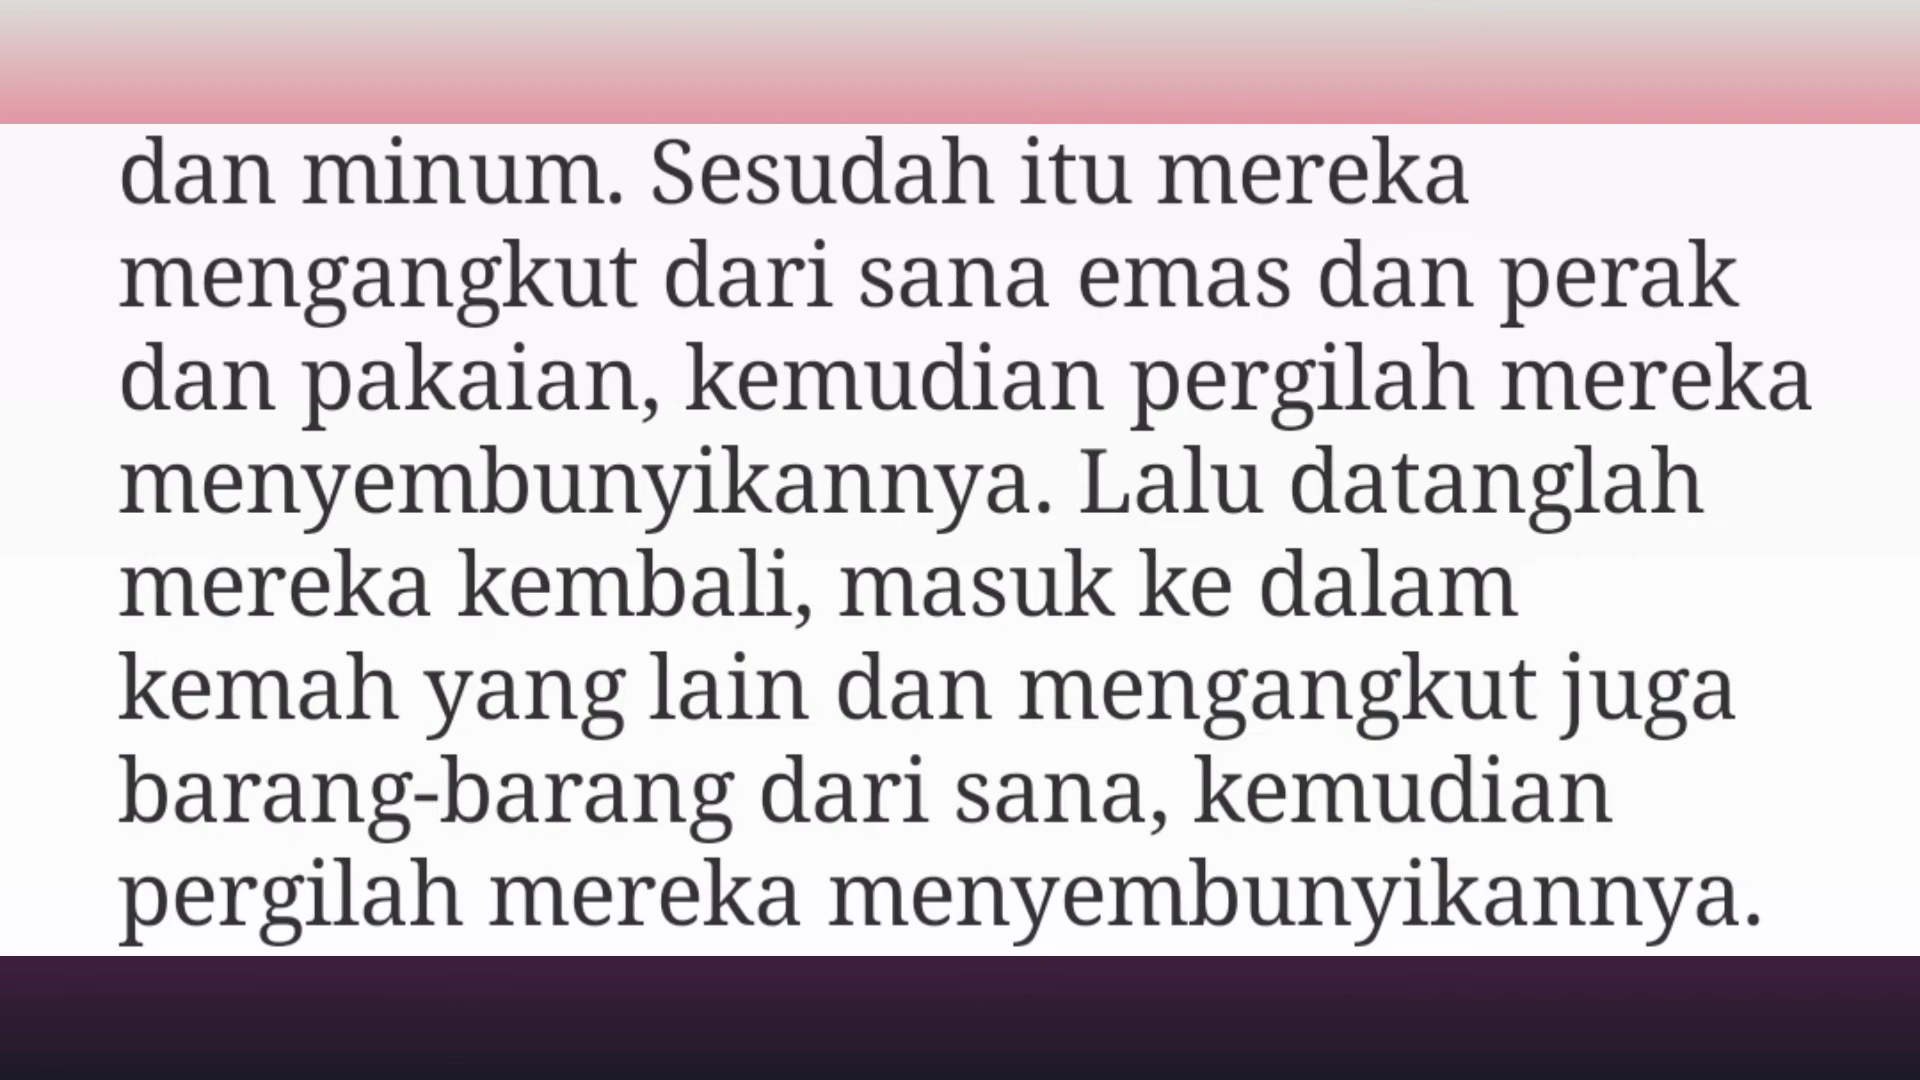 dan minum. Sesudah itu mereka
mengangkut dari sana emas dan perak
dan pakaian, kemudian pergilah mereka
menyembunyikannya. Lalu datanglah
mereka kembali, masuk ke dalam
kemah yang lain dan mengangkut juga
barang-barang dari sana, kemudian
pergilah mereka menyembunyikannya.